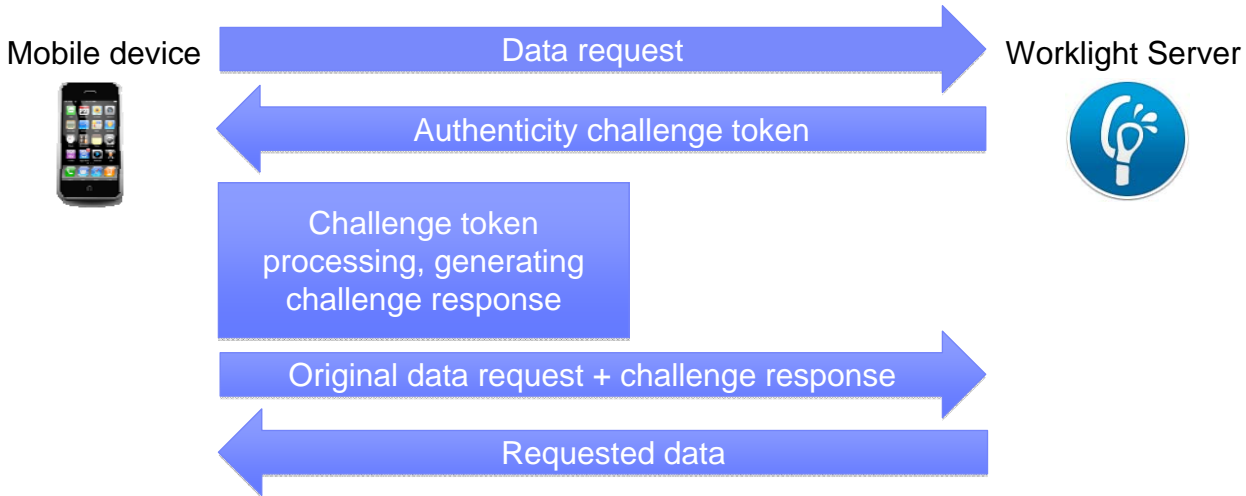 Data request
Mobile device
Worklight Server
Authenticity challenge token
Challenge token
processing, generating
challenge response
Original data request + challenge response
Requested data